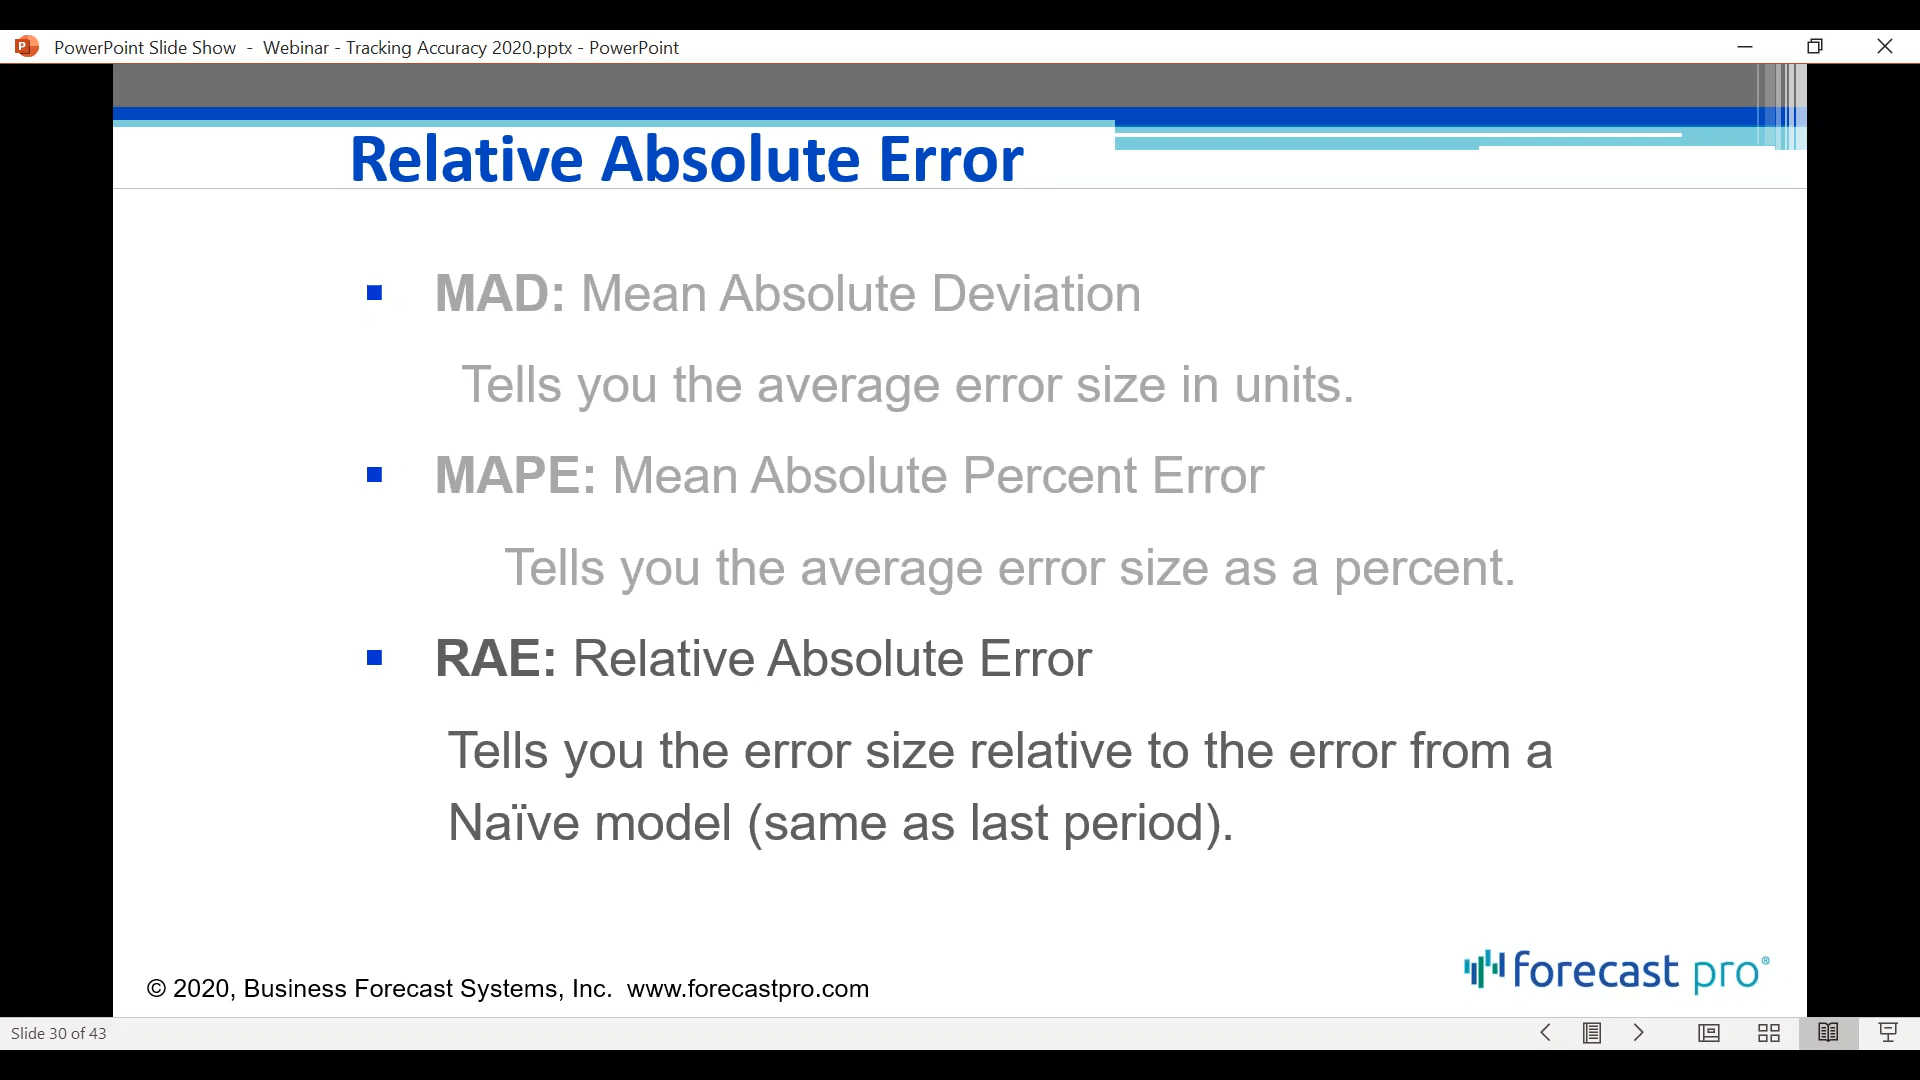 PowerPoint Slide Show - Webinar - Tracking Accuracy 2020.pptx - PowerPoint
Relative Absolute Error
▪ MAD: Mean Absolute Deviation
Tells you the average error size in units.
▪ MAPE: Mean Absolute Percent Error
Tells you the average error size as a percent.
▪ RAE: Relative Absolute Error
Tells you the error size relative to the error from a
Naïve model (same as last period).
© 2020, Business Forecast Systems, Inc. www.forecastpro.com
forecast pro®
Slide 30 of 43